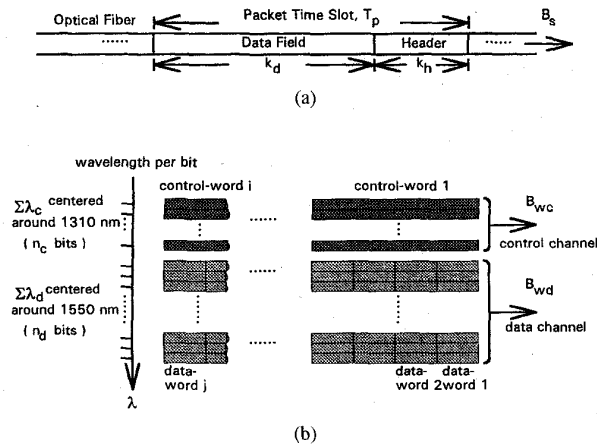 Optical Fiber
Packet Time Slot, Tp
Bs
......
Data Field
Header
......
kd
kh
(a)
wavelength per bit
control-word i
control-word 1
Σλc centered
around 1310 nm
( nc bits )
......
Bwc
control channel
Σλd centered
around 1550 nm
( nd bits )
......
Bwd
data channel
......
data-
word j
data-
word 2
data-
word 1
λ
(b)